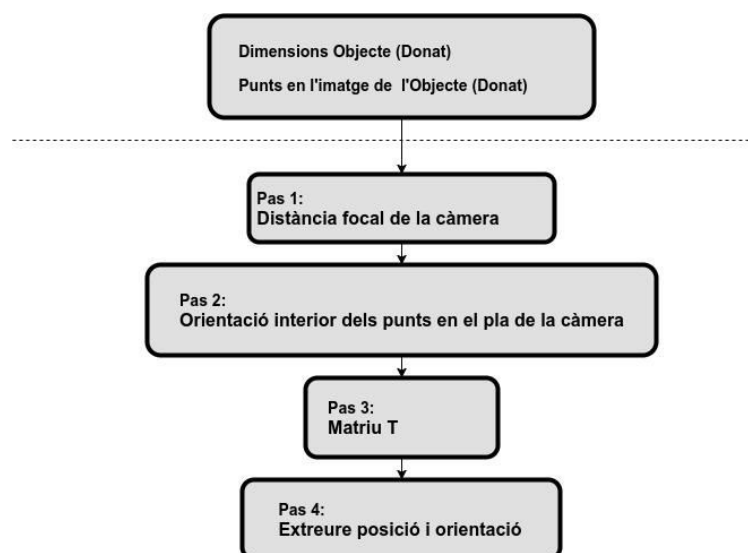 Dimensions Objecte (Donat)
Punts en l'imatge de l'Objecte (Donat)
Pas 1:
Distància focal de la càmera
Pas 2:
Orientació interior dels punts en el pla de la càmera
Pas 3:
Matriu T
Pas 4:
Extreure posició i orientació